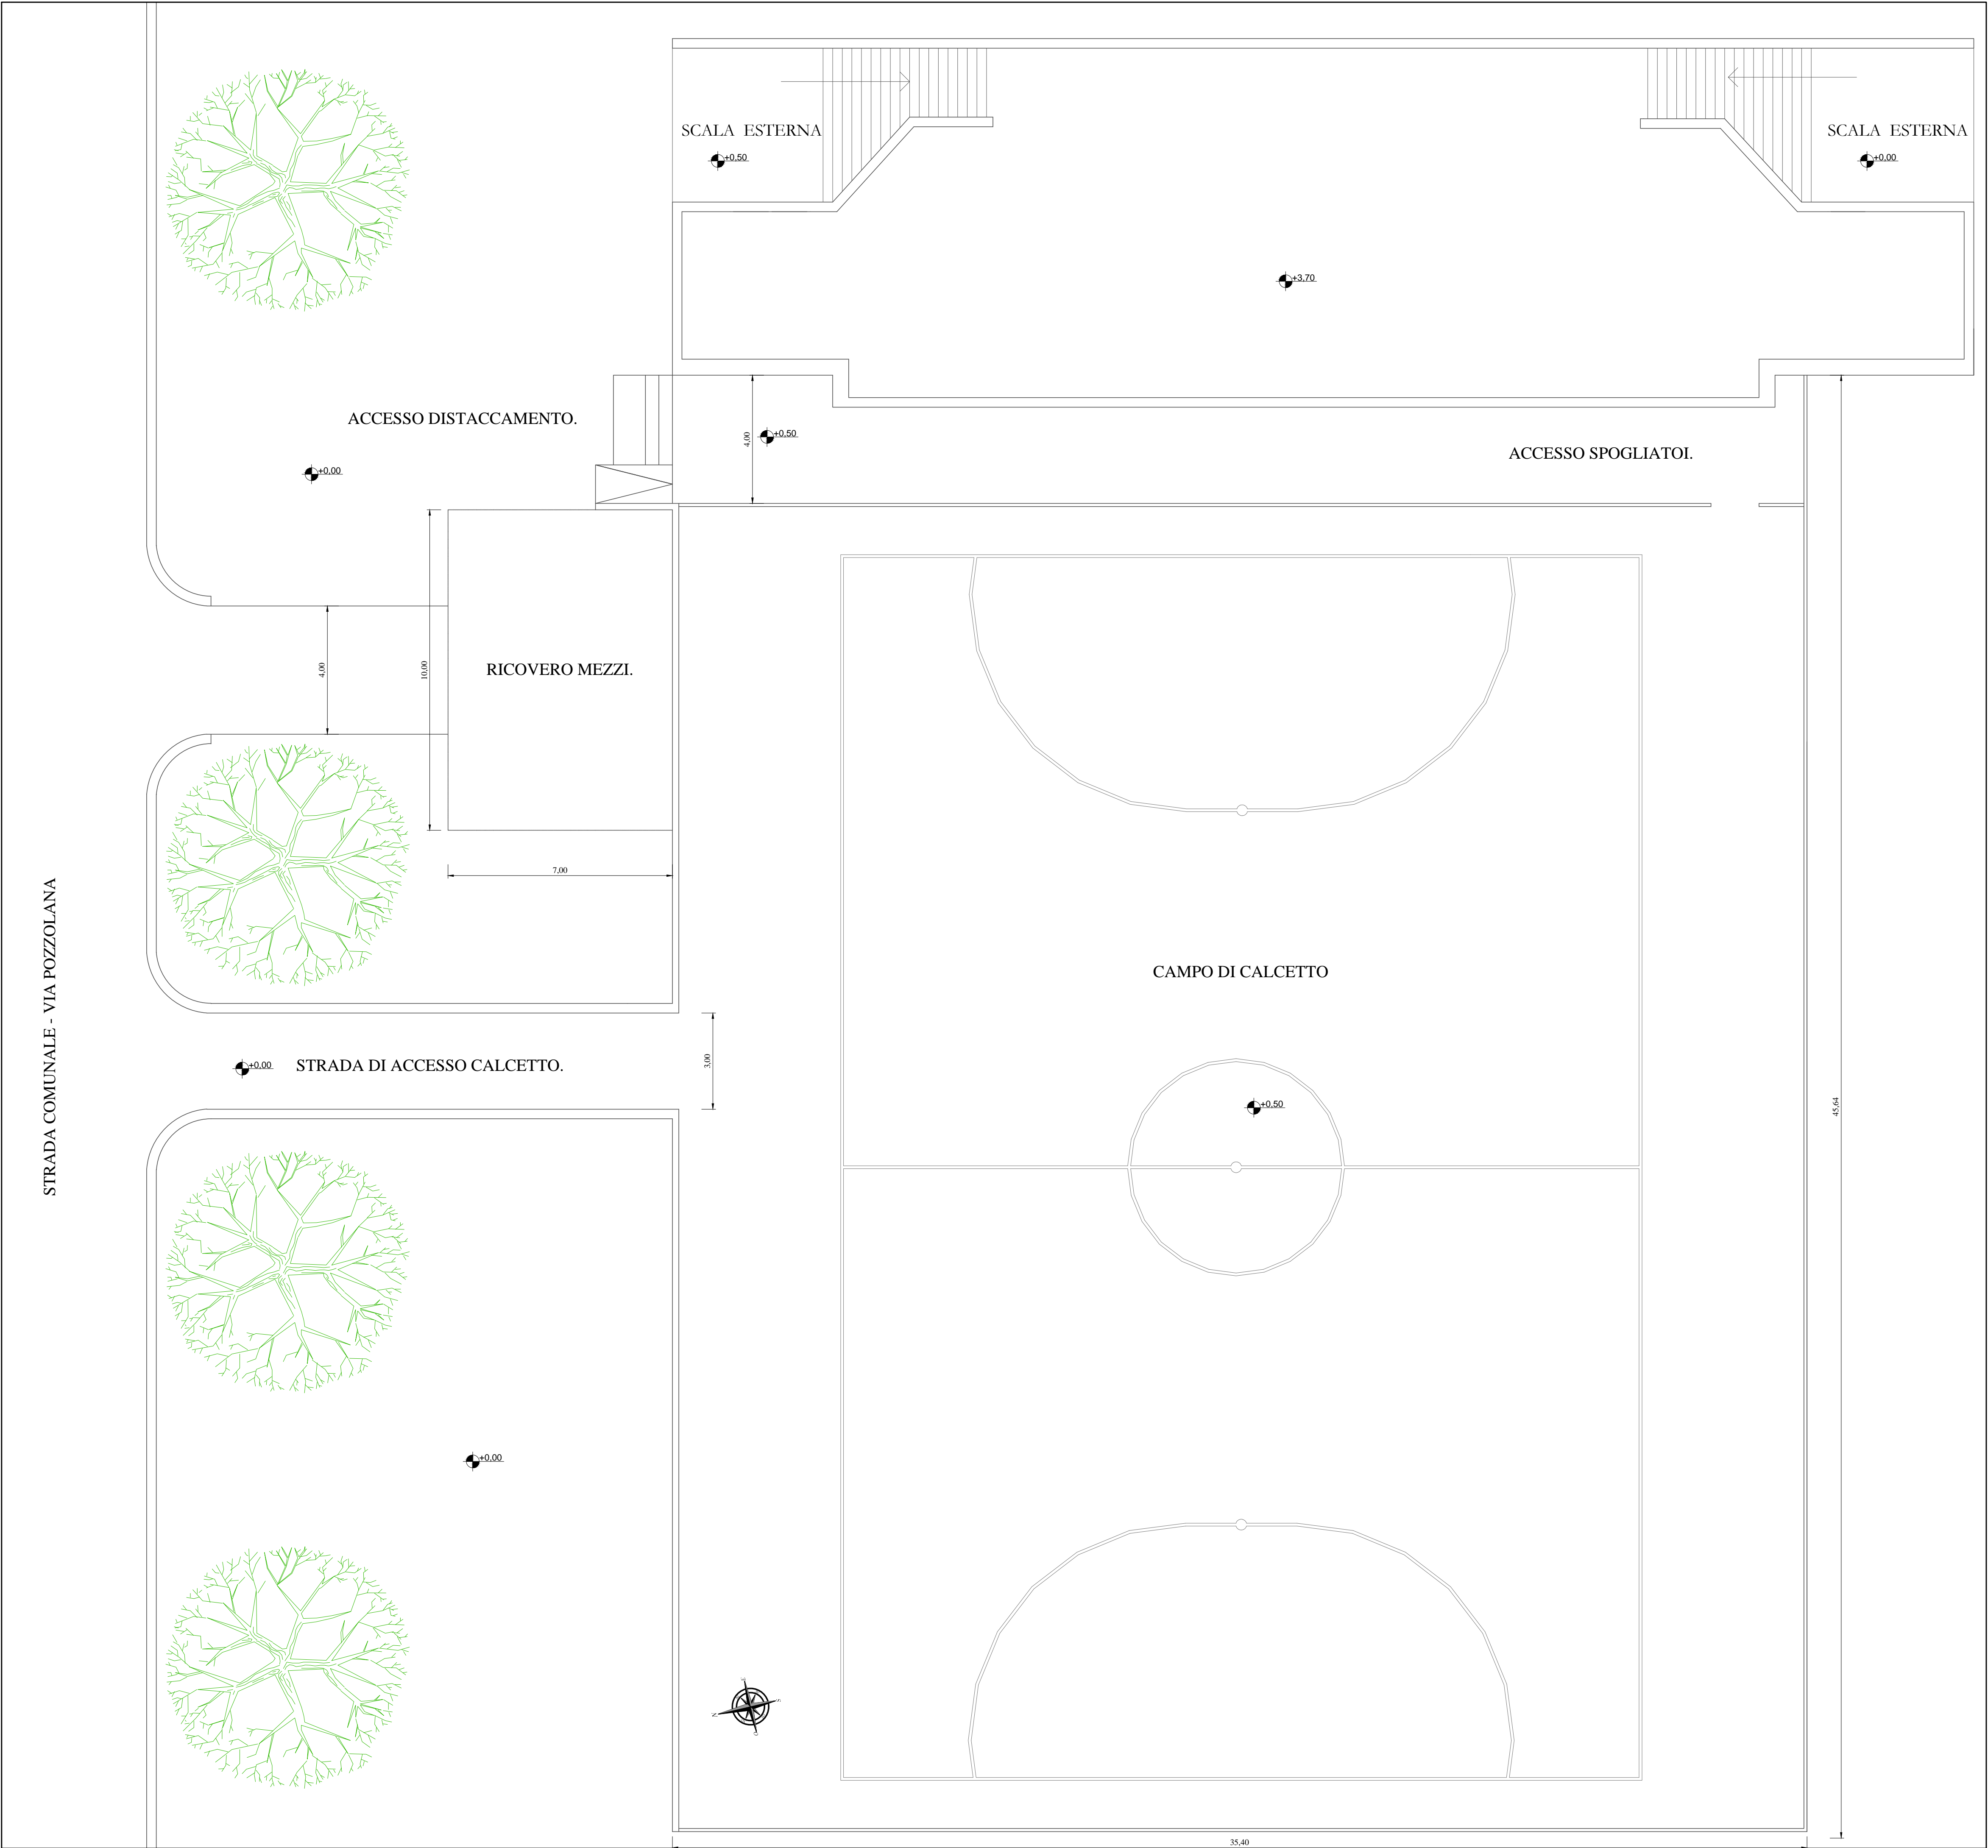 SCALA ESTERNA
+0,50
SCALA ESTERNA
+0,00
+3,70
ACCESSO DISTACCAMENTO.
+0,00
4,00
+0,50
ACCESSO SPOGLIATOI.
4,00
10,00
RICOVERO MEZZI.
7,00
STRADA COMUNALE - VIA POZZOLANA
CAMPO DI CALCETTO
+0,00
STRADA DI ACCESSO CALCETTO.
3,00
+0,50
45,64
+0,00
N
S
35,40